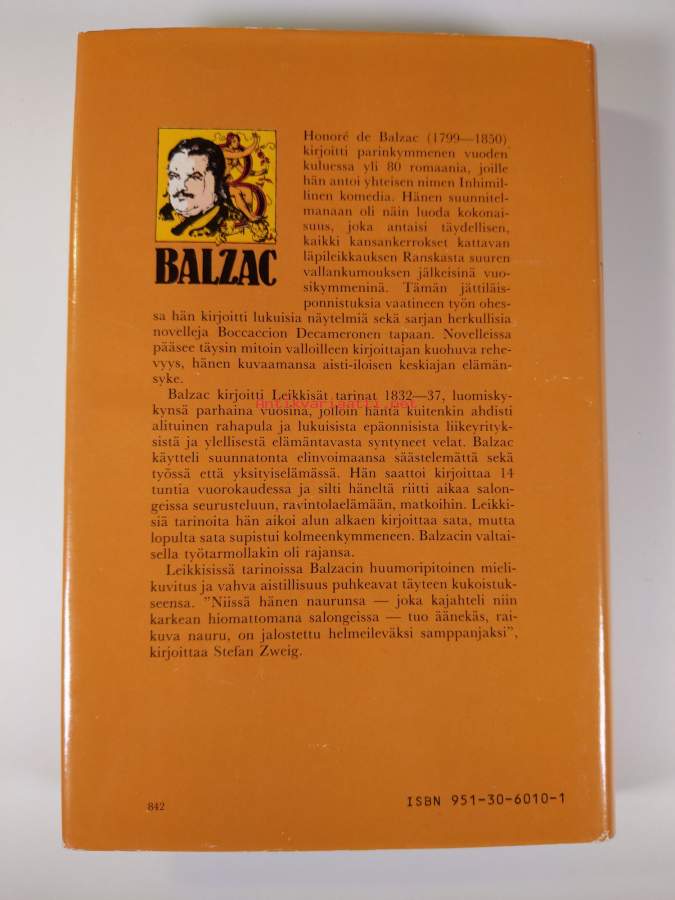 Honoré de Balzac (1799—1850)
kirjoitti parinkymmenen vuoden
kuluessa yli 80 romaania, joille
hän antoi yhteisen nimen Inhimil-
linen komedia. Hänen suunnitel-
manaan oli näin luoda kokonai-
suus, joka antaisi täydellisen,
kaikki kansankerrokset kattavan
läpileikkauksen Ranskasta suuren
vallankumouksen jälkeisinä vuo-
sikymmeninä. Tämän jättiläis-
ponnistuksia vaatineen työn ohes-
BALZAC
sa hän kirjoitti lukuisia näytelmiä sekä sarjan herkullisia
novelleja Boccaccion Decameronen tapaan. Novelleissa
pääsee täysin mitoin valloilleen kirjoittajan kuohuva rehe-
vyys, hänen kuvaamansa aisti-iloisen keskiajan elämän-
syke.
Balzac kirjoitti Leikkisät tarinat 1832—37, luomisky-
kynsä parhaina vuosina, jolloin häntä kuitenkin ahdisti
alituinen rahapula ja lukuisista epäonnisista liikeyrityk-
sistä ja ylellisestä elämäntavasta syntyneet velat. Balzac
käytteli suunnatonta elinvoimaansa säästelemättä sekä
työssä että yksityiselämässä. Hän saattoi kirjoittaa 14
tuntia vuorokaudessa ja silti häneltä riitti aikaa salon-
geissa seurusteluun, ravintolaelämään, matkoihin. Leikki-
siä tarinoita hän aikoi alun alkaen kirjoittaa sata, mutta
lopulta sata supistui kolmeenkymmeneen. Balzacin valtai-
sella työtarmollakin oli rajansa.
Leikkisissä tarinoissa Balzacin huumoripitoinen mieli-
kuvitus ja vahva aistillisuus puhkeavat täyteen kukoistuk-
seensa. ”Niissä hänen naurunsa — joka kajahteli niin
karkean hiomattomana salongeissa — tuo äänekäs, rai-
kuva nauru, on jalostettu helmeileväksi samppanjaksi”,
kirjoittaa Stefan Zweig.
Antikvariaatti.net
842
ISBN 951-30-6010-1